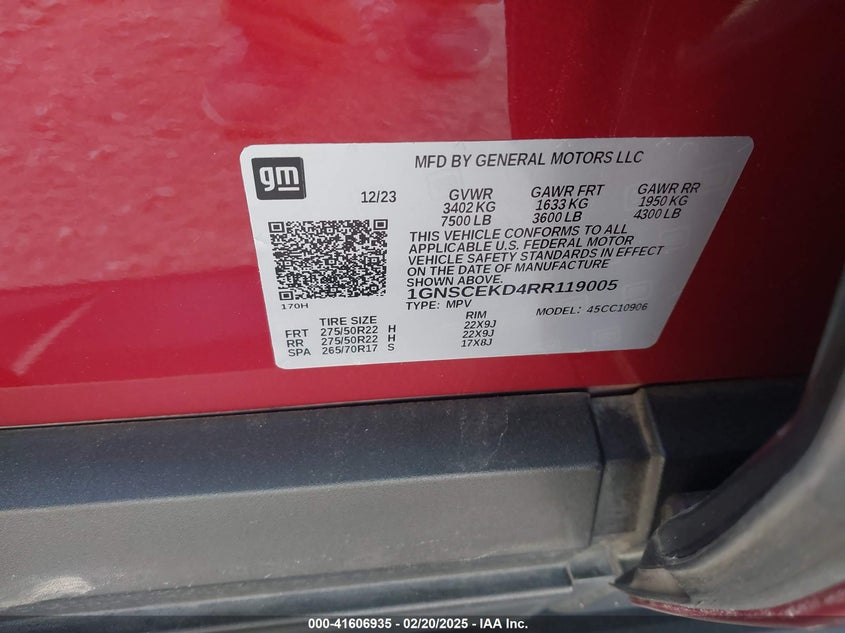 gm
MFD BY GENERAL MOTORS LLC
12/23
GVWR GAWR FRT GAWR RR
3402 KG 1633 KG 1950 KG
7500 LB 3600 LB 4300 LB
THIS VEHICLE CONFORMS TO ALL
APPLICABLE U.S. FEDERAL MOTOR
VEHICLE SAFETY STANDARDS IN EFFECT
ON THE DATE OF MANUFACTURE
SHOWN ABOVE.
1GNSCEKD4RR119005
170H
TYPE: MPV MODEL: 45CC10906
TIRE SIZE RIM
FRT 275/50R22 H 22X9J
RR 275/50R22 H 22X9J
SPA 265/70R17 S 17X8J
000-41606935 - 02/20/2025 - IAA Inc.